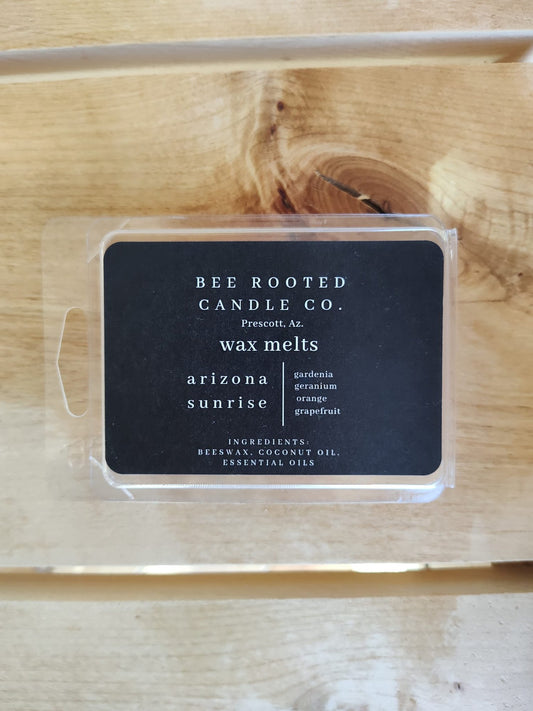 BEE ROOTED
CANDLE CO.
Prescott, Az.
wax melts
arizona
sunrise
gardenia
geranium
orange
grapefruit
INGREDIENTS:
BEESWAX, COCONUT OIL,
ESSENTIAL OILS